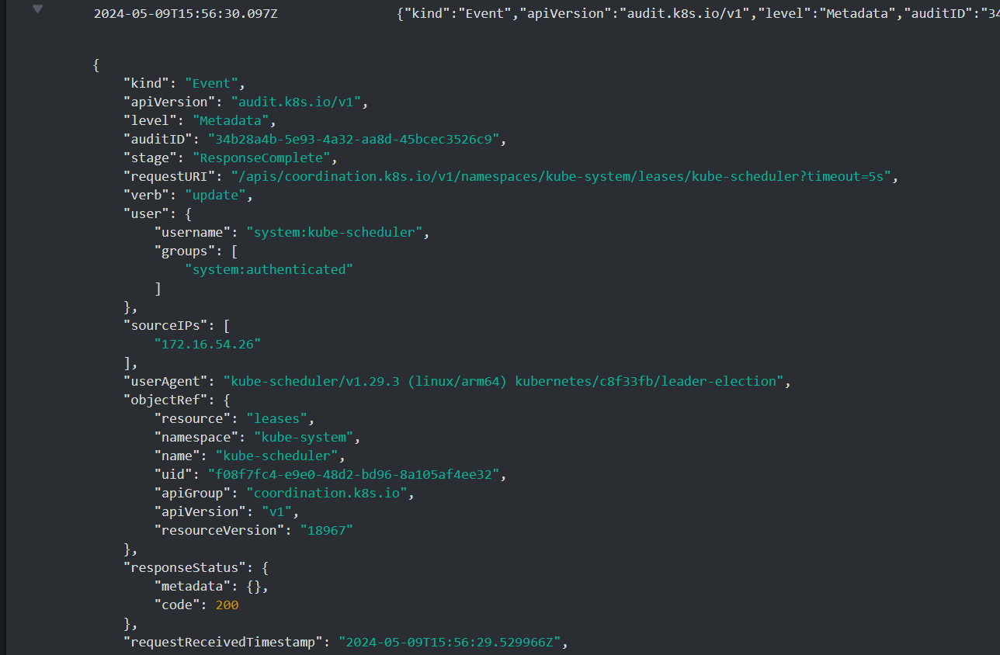 2024-05-09T15:56:30.097Z {"kind":"Event","apiVersion":"audit.k8s.io/v1","level":"Metadata","auditID":"34
{
"kind": "Event",
"apiVersion": "audit.k8s.io/v1",
"level": "Metadata",
"auditID": "34b28a4b-5e93-4a32-aa8d-45bcec3526c9",
"stage": "ResponseComplete",
"requestURI": "/apis/coordination.k8s.io/v1/namespaces/kube-system/leases/kube-scheduler?timeout=5s",
"verb": "update",
"user": {
"username": "system:kube-scheduler",
"groups": [
"system:authenticated"
]
},
"sourceIPs": [
"172.16.54.26"
],
"userAgent": "kube-scheduler/v1.29.3 (linux/arm64) kubernetes/c8f33fb/leader-election",
"objectRef": {
"resource": "leases",
"namespace": "kube-system",
"name": "kube-scheduler",
"uid": "f08f7fc4-e9e0-48d2-bd96-8a105af4ee32",
"apiGroup": "coordination.k8s.io",
"apiVersion": "v1",
"resourceVersion": "18967"
},
"responseStatus": {
"metadata": {},
"code": 200
},
"requestReceivedTimestamp": "2024-05-09T15:56:29.529966Z",